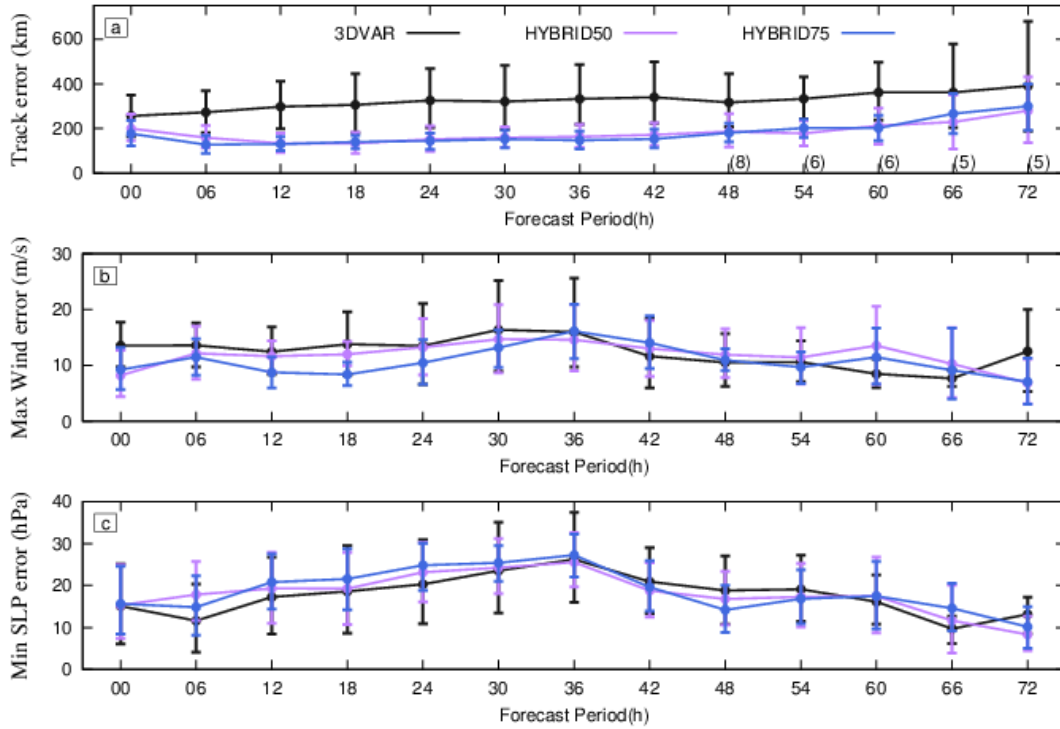 a
3DVAR HYBRID50 HYBRID75
Track error (km)
600
400
200
0
(8) (6) (6) (5) (5)
00 06 12 18 24 30 36 42 48 54 60 66 72
Forecast Period(h)
b
Max Wind error (m/s)
30
20
10
0
00 06 12 18 24 30 36 42 48 54 60 66 72
Forecast Period(h)
c
Min SLP error (hPa)
40
30
20
10
0
00 06 12 18 24 30 36 42 48 54 60 66 72
Forecast Period(h)